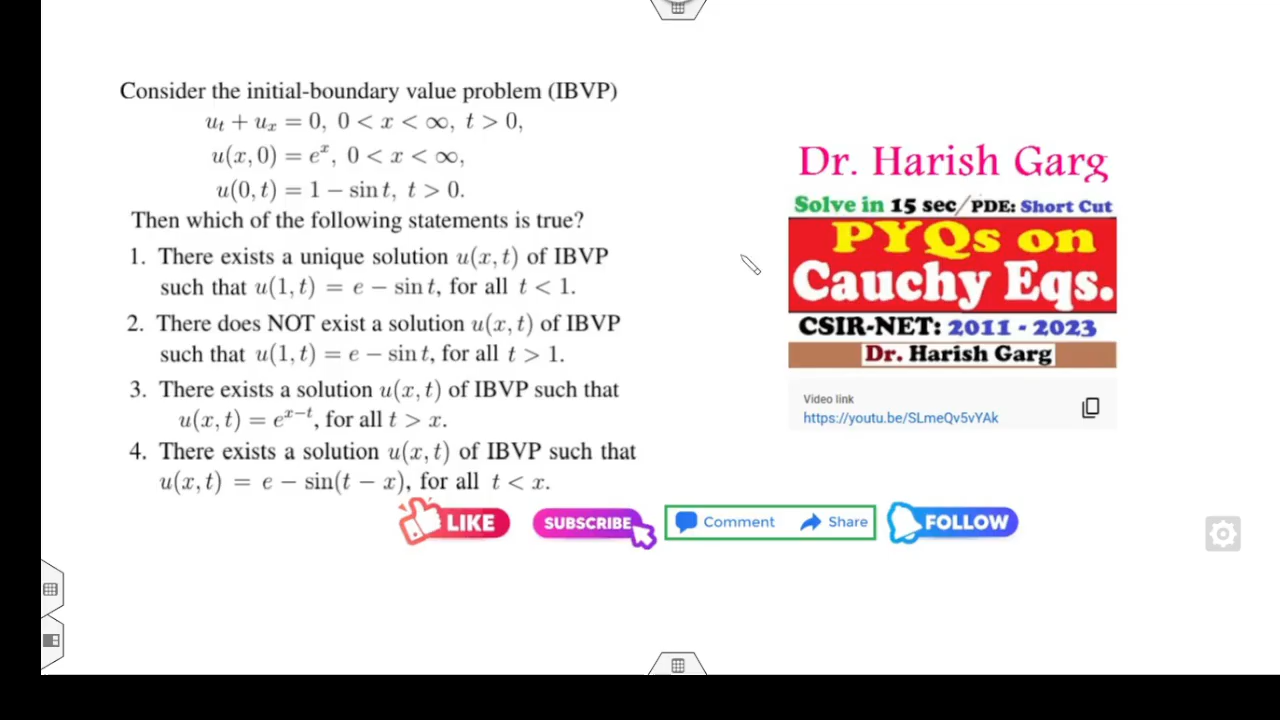 Consider the initial-boundary value problem (IBVP)
u_t + u_x = 0, 0 < x < ∞, t > 0,
u(x, 0) = e^x, 0 < x < ∞,
u(0, t) = 1 − sin t, t > 0.
Then which of the following statements is true?
1. There exists a unique solution u(x, t) of IBVP
such that u(1, t) = e − sin t, for all t < 1.
2. There does NOT exist a solution u(x, t) of IBVP
such that u(1, t) = e − sin t, for all t > 1.
3. There exists a solution u(x, t) of IBVP such that
u(x, t) = e^{x−t}, for all t > x.
4. There exists a solution u(x, t) of IBVP such that
u(x, t) = e − sin(t − x), for all t < x.
Dr. Harish Garg
Solve in 15 sec/PDE: Short Cut
PYQs on
Cauchy Eqs.
CSIR-NET: 2011 - 2023
Dr. Harish Garg
Video link
https://youtu.be/SLmeQv5vYAk
LIKE
SUBSCRIBE
Comment Share
FOLLOW